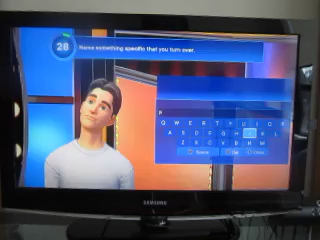 28
Name something specific that you turn over.
P
Q W E R T Y U I O P
A S D F G H J K L
Z X C V B N M
SAMSUNG